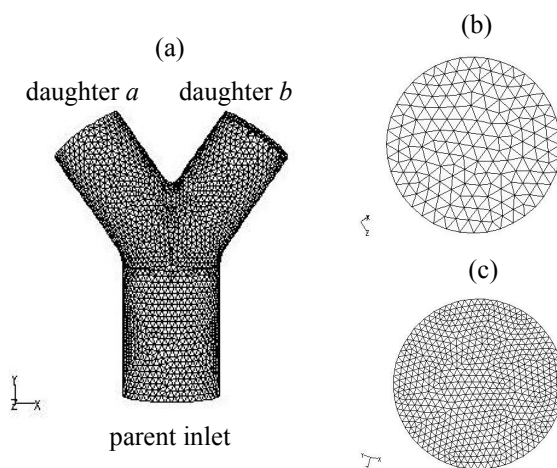 (a)
daughter a
daughter b
parent inlet
Y
Z X
(b)
X
Z
(c)
Y X